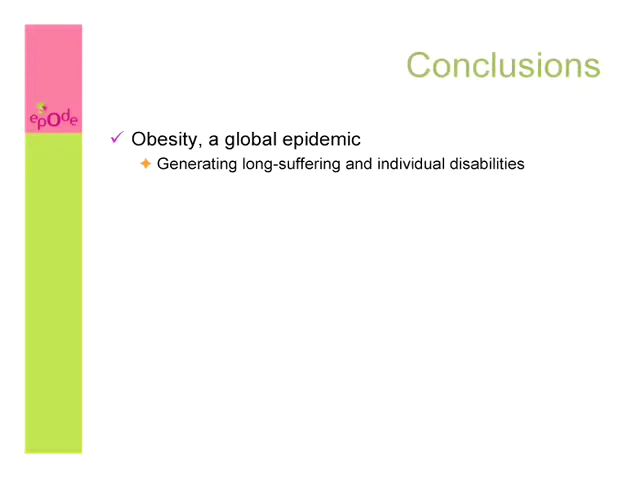 Conclusions
epode
Obesity, a global epidemic
Generating long-suffering and individual disabilities